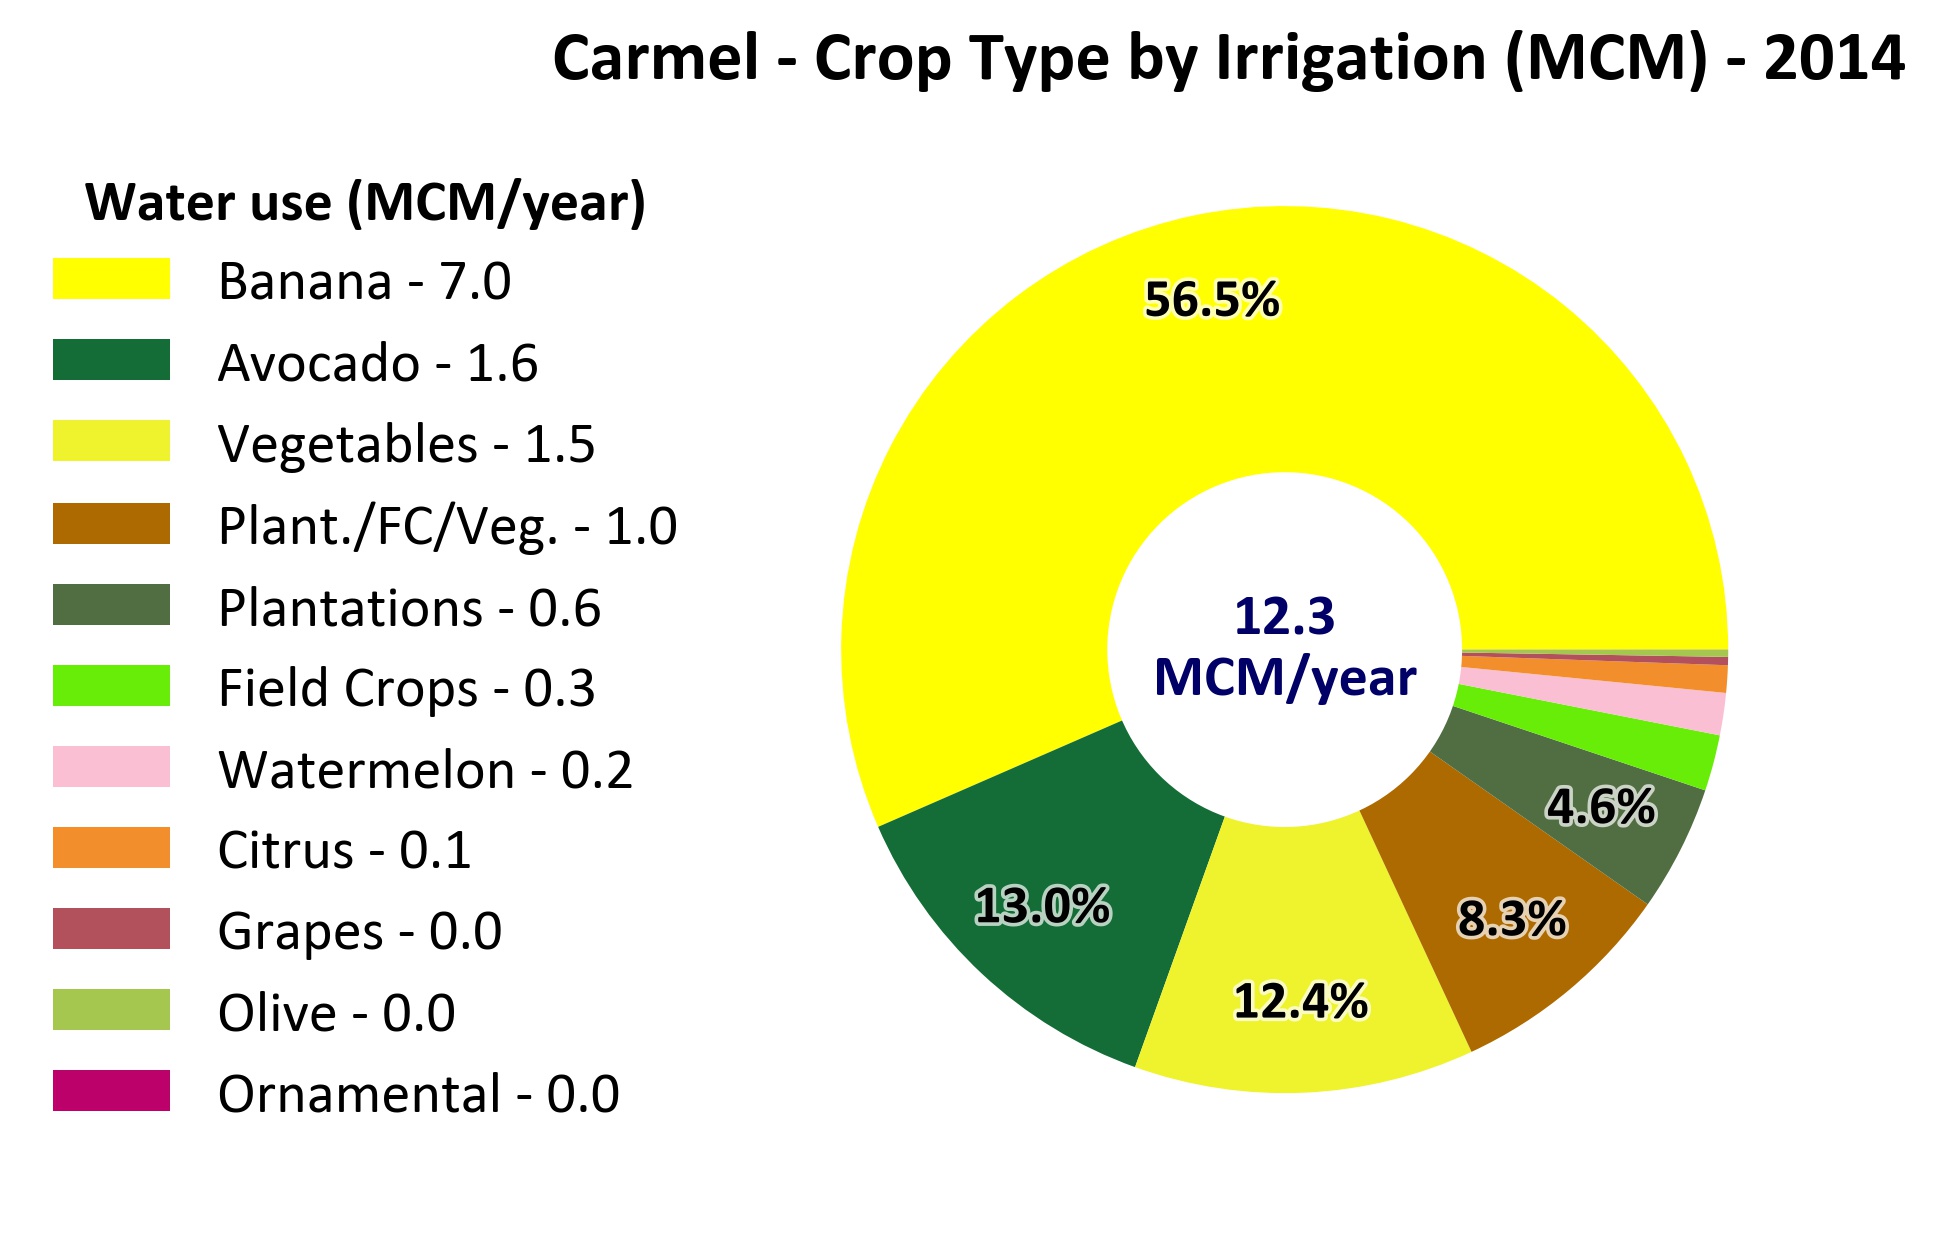 Carmel - Crop Type by Irrigation (MCM) - 2014
Water use (MCM/year)
Banana - 7.0
Avocado - 1.6
Vegetables - 1.5
Plant./FC/Veg. - 1.0
Plantations - 0.6
Field Crops - 0.3
Watermelon - 0.2
Citrus - 0.1
Grapes - 0.0
Olive - 0.0
Ornamental - 0.0
56.5%
12.3
MCM/year
4.6%
13.0%
8.3%
12.4%